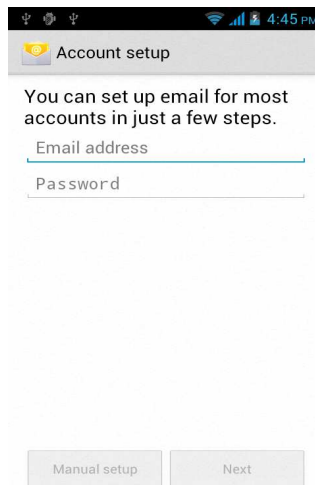 4:45 PM
Account setup
You can set up email for most
accounts in just a few steps.
Email address
Password
Manual setup
Next